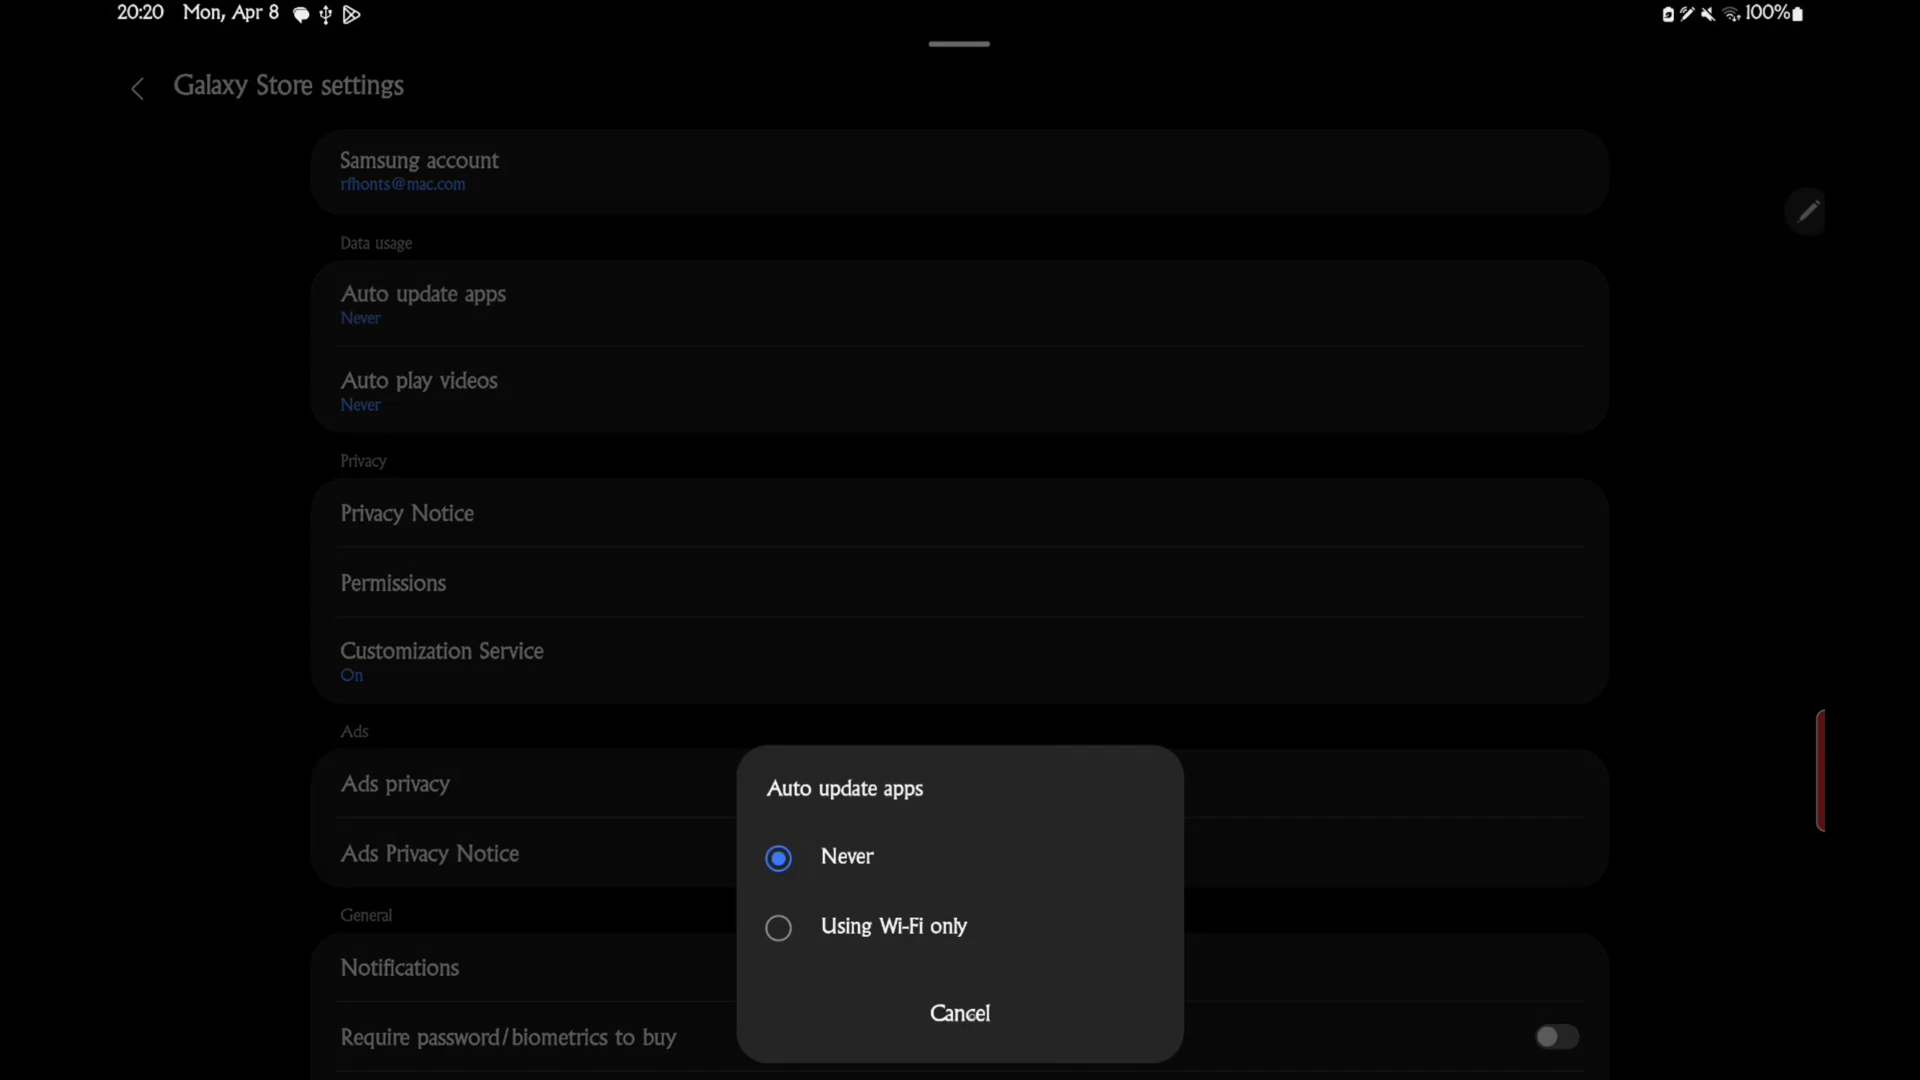 20:20 Mon, Apr 8 100%
Galaxy Store settings
Samsung account
rfhonts@mac.com
Data usage
Auto update apps
Never
Auto play videos
Never
Privacy
Privacy Notice
Permissions
Customization Service
On
Ads
Ads privacy
Ads Privacy Notice
General
Notifications
Require password/biometrics to buy
Auto update apps
Never
Using Wi-Fi only
Cancel